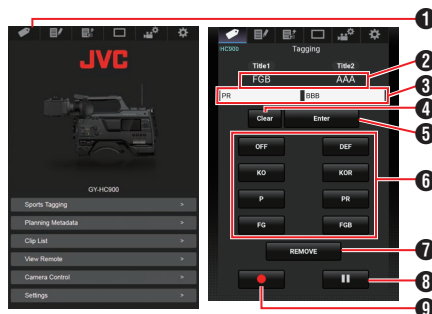 JVC
GY-HC900
Sports Tagging >
Planning Metadata >
Clip List >
View Remote >
Camera Control >
Settings >
HC900 Tagging
Title1 Title2
FGB AAA
PR BBB
Clear Enter
OFF DEF
KO KOR
P PR
FG FGB
REMOVE
1
2
3
4
5
6
7
8
9